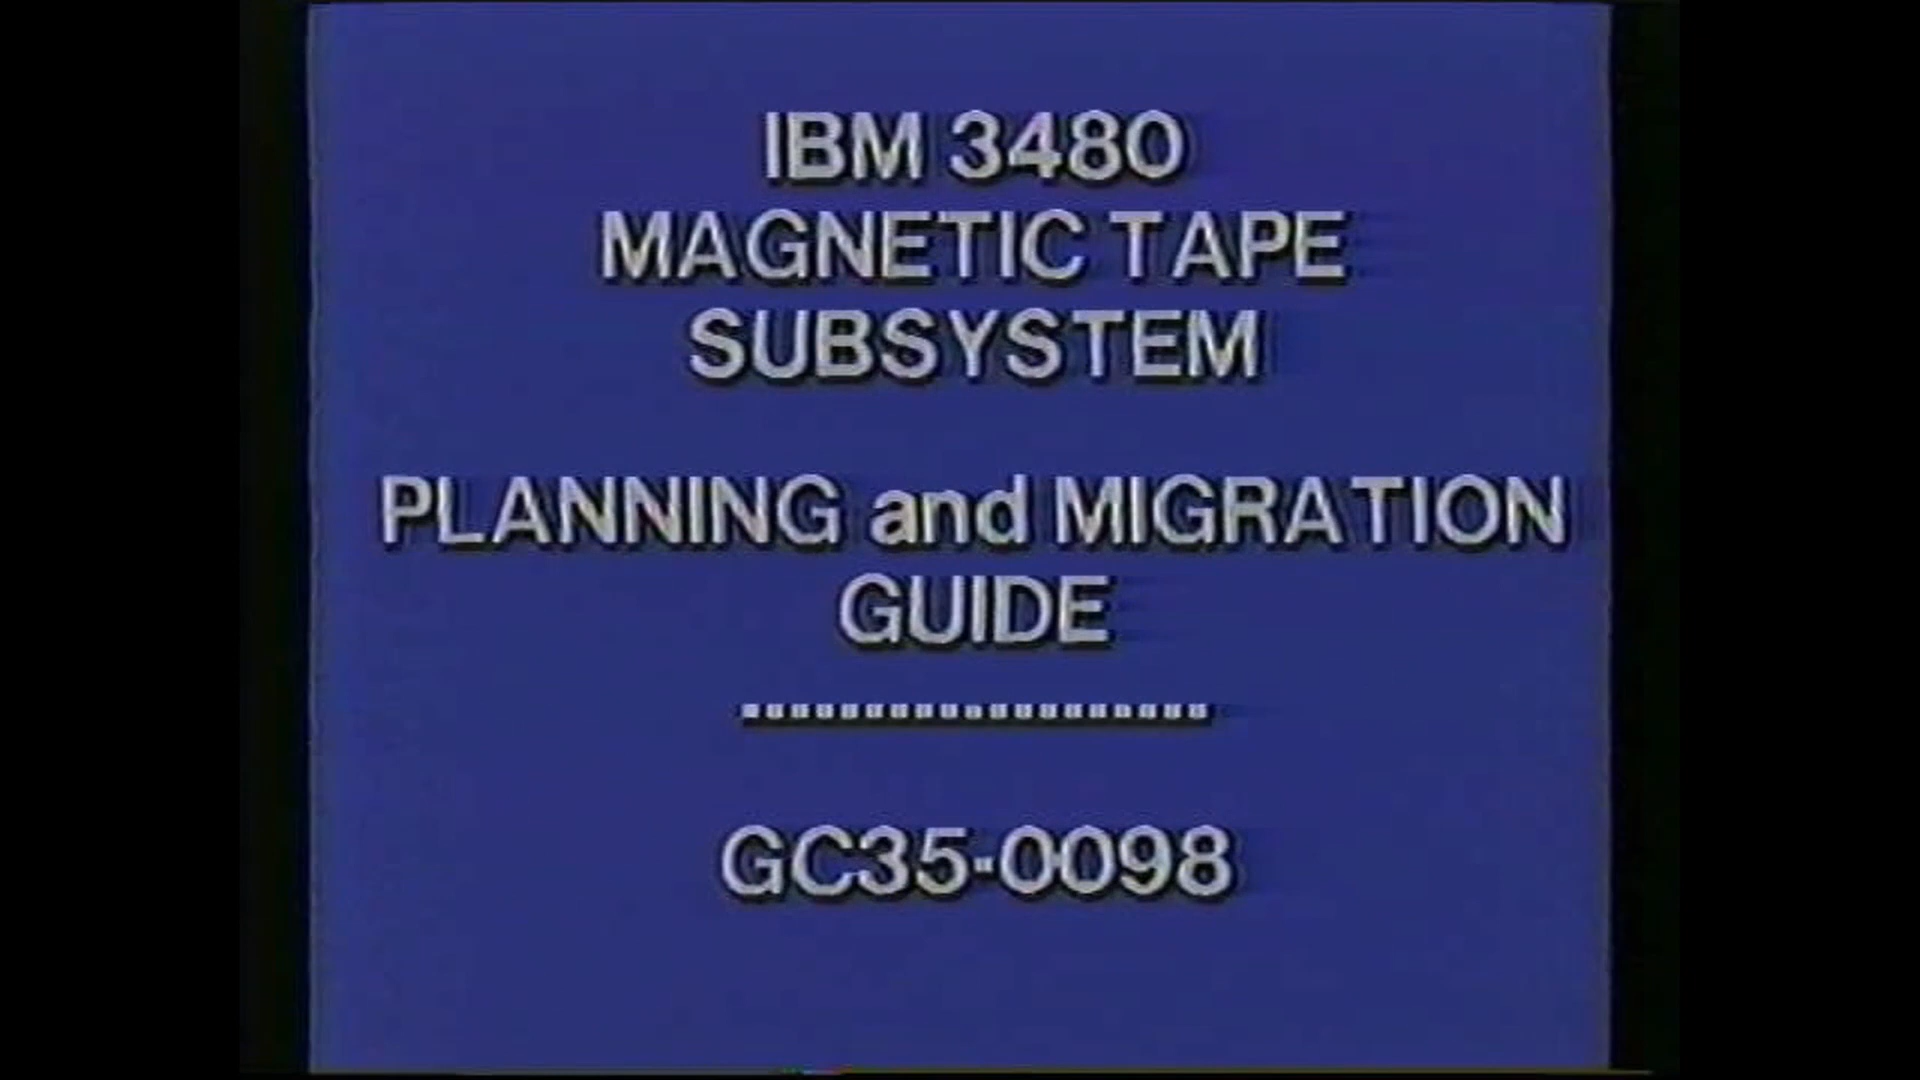 IBM 3480
MAGNETIC TAPE
SUBSYSTEM
PLANNING and MIGRATION
GUIDE
...................
GC35-0098